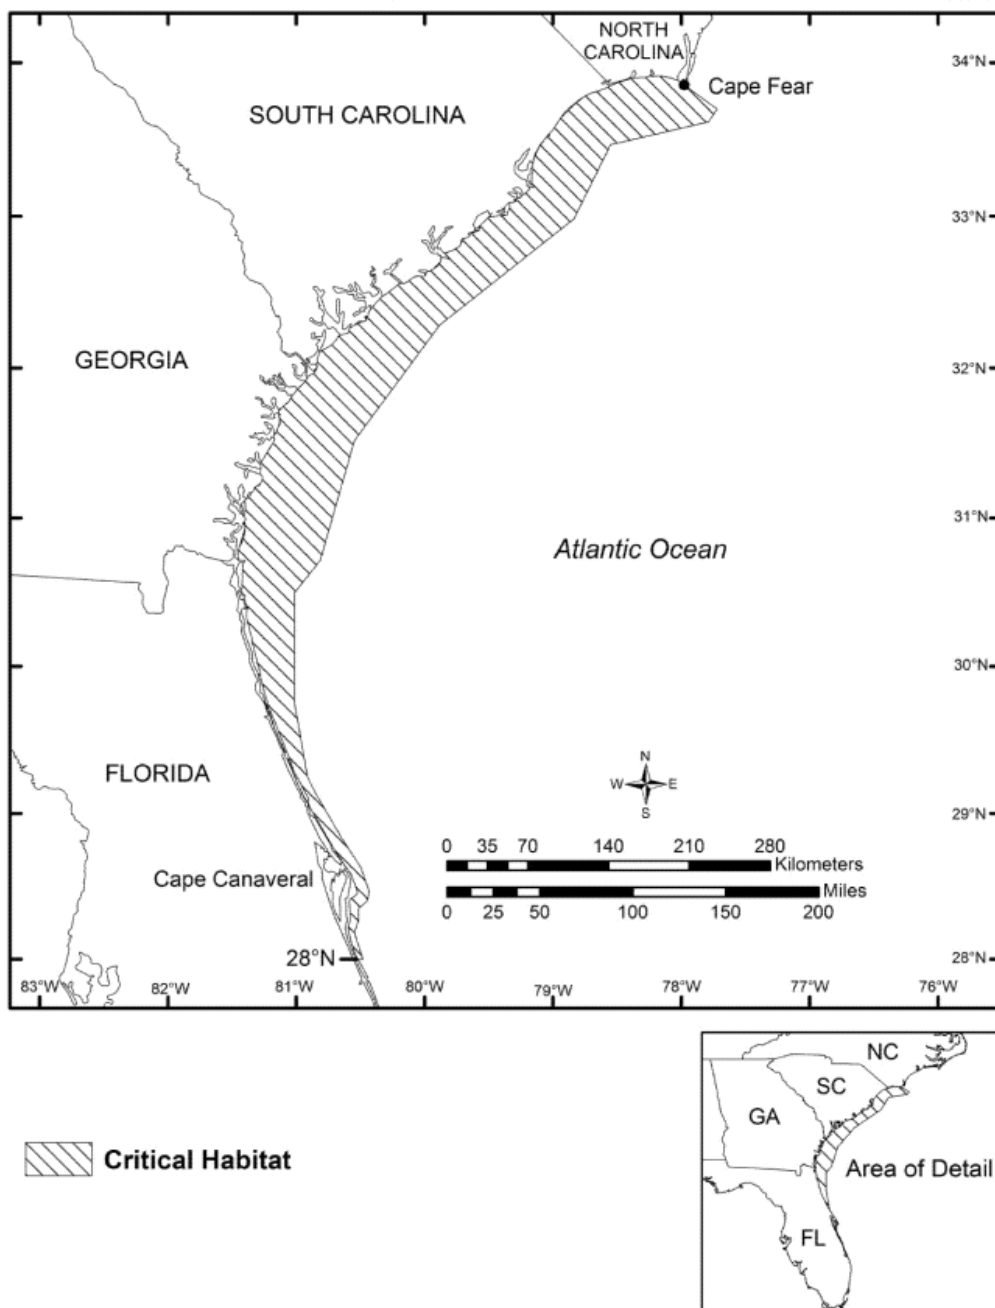 NORTH
CAROLINA
34°N
Cape Fear
SOUTH CAROLINA
33°N
GEORGIA
32°N
31°N
Atlantic Ocean
30°N
FLORIDA
N
W E
S
29°N
0 35 70 140 210 280
Kilometers
Miles
0 25 50 100 150 200
Cape Canaveral
28°N
28°N
83°W 82°W 81°W 80°W 79°W 78°W 77°W 76°W
NC
SC
GA
Area of Detail
FL
Critical Habitat